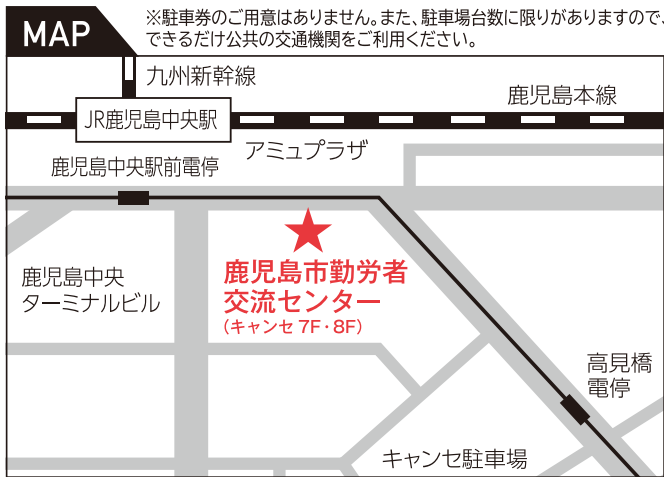 MAP
※駐車券のご用意はありません。また、駐車場台数に限りがありますので、
できるだけ公共の交通機関をご利用ください。
九州新幹線
鹿児島本線
JR鹿児島中央駅
アミュプラザ
鹿児島中央駅前電停
鹿児島中央
ターミナルビル
鹿児島市勤労者
交流センター
(キャンセ7F・8F)
高見橋
電停
キャンセ駐車場